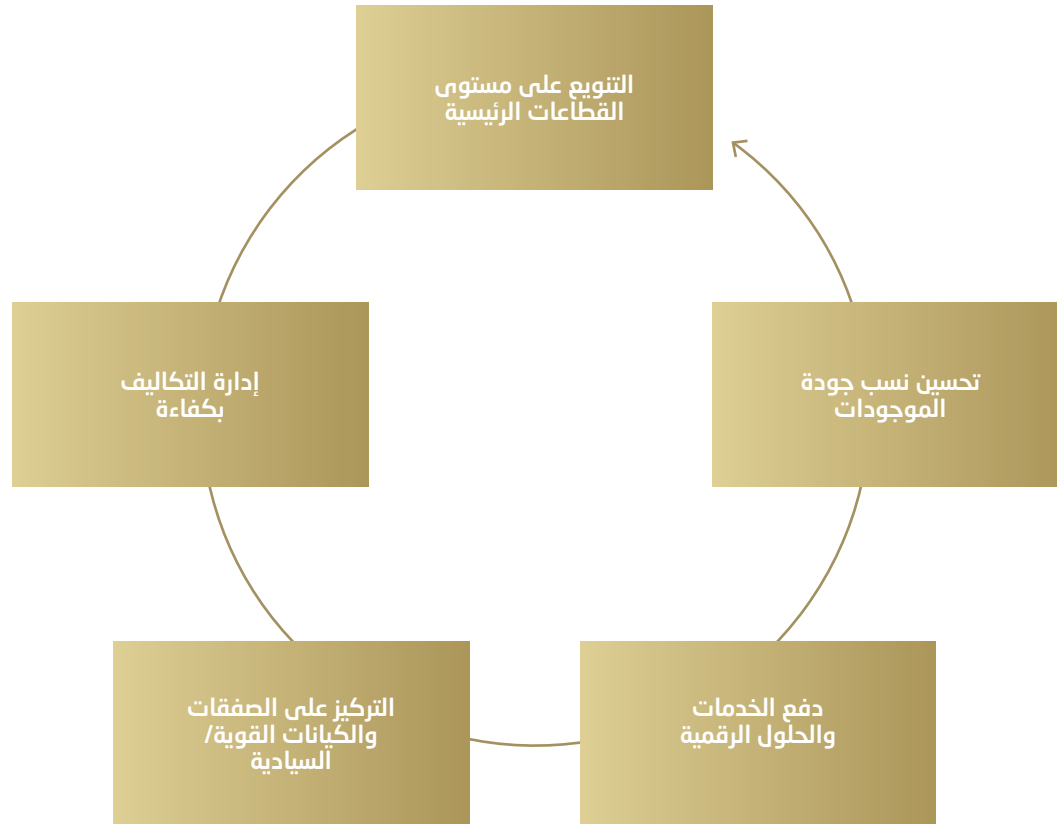 التنويع على مستوى
القطاعات الرئيسية
إدارة التكاليف
بكفاءة
التركيز على الصفقات
والكيانات القوية/
السيادية
دفع الخدمات
والحلول الرقمية
تحسين نسب جودة
الموجودات